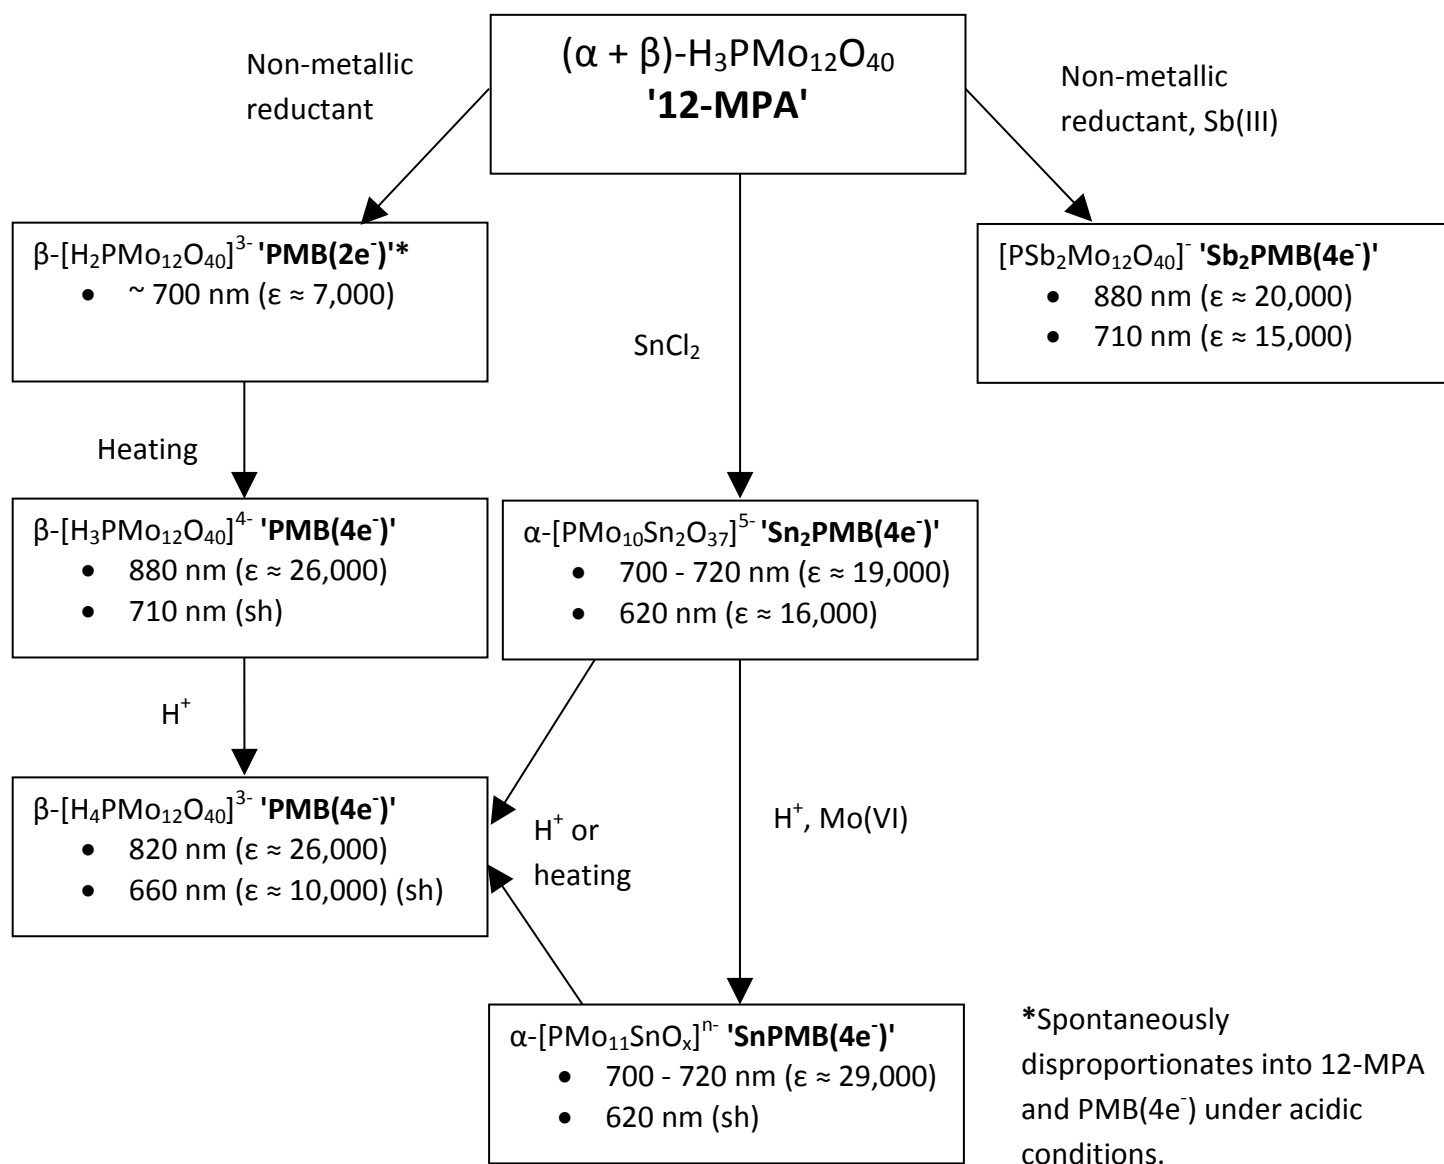 (α + β)-H₃PMo₁₂O₄₀
'12-MPA'
Non-metallic
reductant
Non-metallic
reductant, Sb(III)
β-[H₂PMo₁₂O₄₀]³⁻ 'PMB(2e⁻)'*
• ~ 700 nm (ε ≈ 7,000)
[PSb₂Mo₁₂O₄₀]⁻ 'Sb₂PMB(4e⁻)'
• 880 nm (ε ≈ 20,000)
• 710 nm (ε ≈ 15,000)
SnCl₂
Heating
β-[H₃PMo₁₂O₄₀]⁴⁻ 'PMB(4e⁻)'
• 880 nm (ε ≈ 26,000)
• 710 nm (sh)
α-[PMo₁₀Sn₂O₃₇]⁵⁻ 'Sn₂PMB(4e⁻)'
• 700 - 720 nm (ε ≈ 19,000)
• 620 nm (ε ≈ 16,000)
H⁺
β-[H₄PMo₁₂O₄₀]³⁻ 'PMB(4e⁻)'
• 820 nm (ε ≈ 26,000)
• 660 nm (ε ≈ 10,000) (sh)
H⁺ or
heating
H⁺, Mo(VI)
α-[PMo₁₁SnOₓ]ⁿ⁻ 'SnPMB(4e⁻)'
• 700 - 720 nm (ε ≈ 29,000)
• 620 nm (sh)
*Spontaneously
disproportionates into 12-MPA
and PMB(4e⁻) under acidic
conditions.